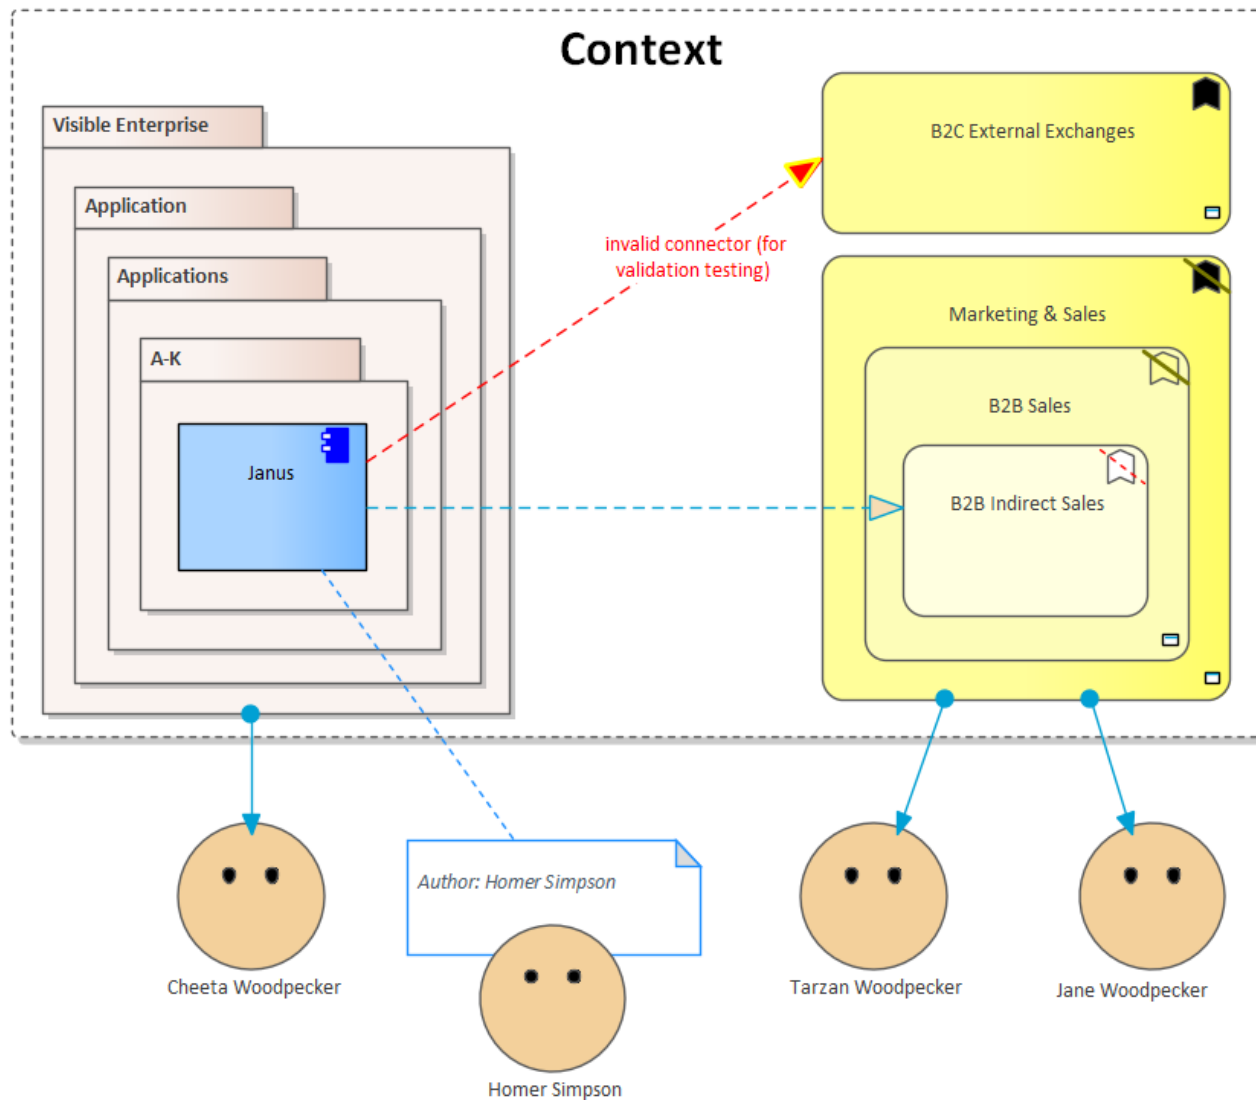 Context
Visible Enterprise
Application
Applications
A-K
Janus
invalid connector (for
validation testing)
B2C External Exchanges
Marketing & Sales
B2B Sales
B2B Indirect Sales
Author: Homer Simpson
Cheeta Woodpecker
Homer Simpson
Tarzan Woodpecker
Jane Woodpecker